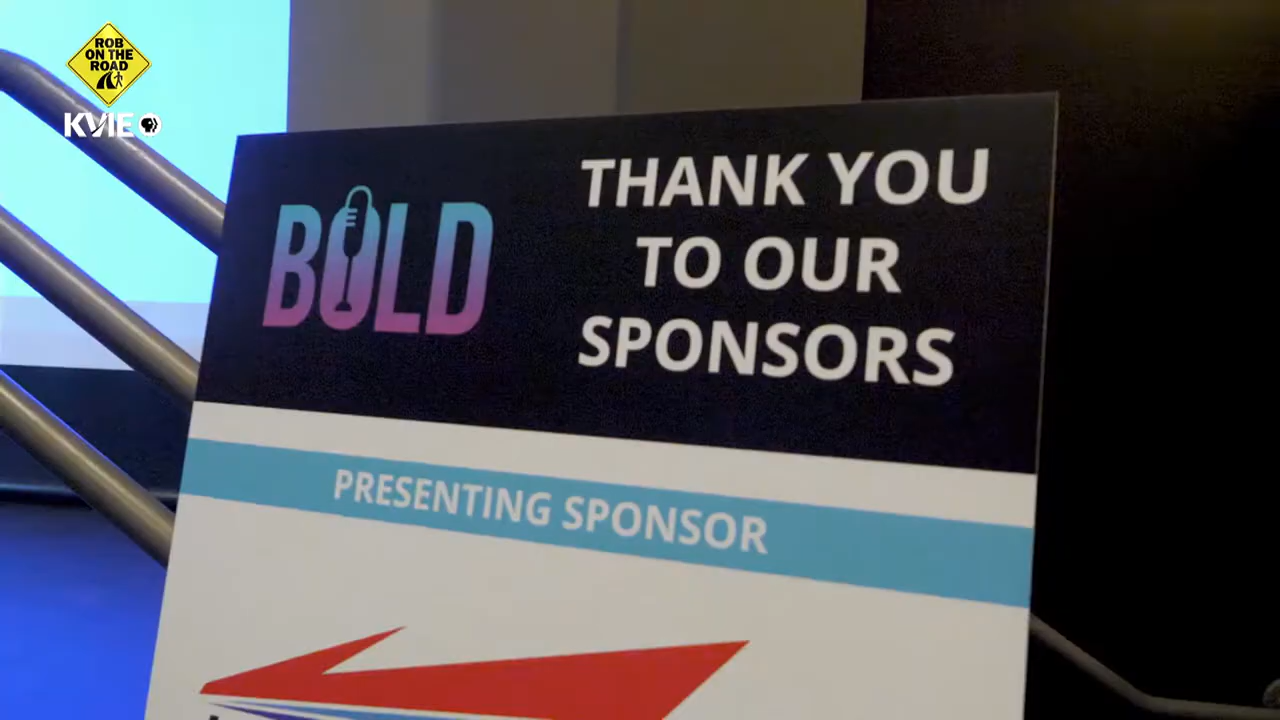 ROB
ON THE
ROAD
KVIE
BOLD
THANK YOU
TO OUR
SPONSORS
PRESENTING SPONSOR